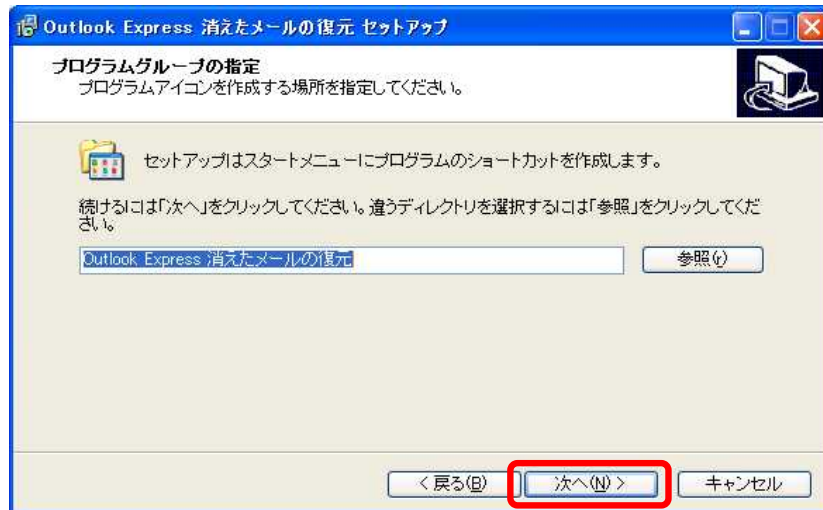 Outlook Express 消えたメールの復元 セットアップ
プログラムグループの指定
プログラムアイコンを作成する場所を指定してください。
セットアップはスタートメニューにプログラムのショートカットを作成します。
続けるには「次へ」をクリックしてください。違うディレクトリを選択するには「参照」をクリックしてくだ
さい。
Outlook Express 消えたメールの復元
参照(r)
< 戻る(B)
次へ(N) >
キャンセル